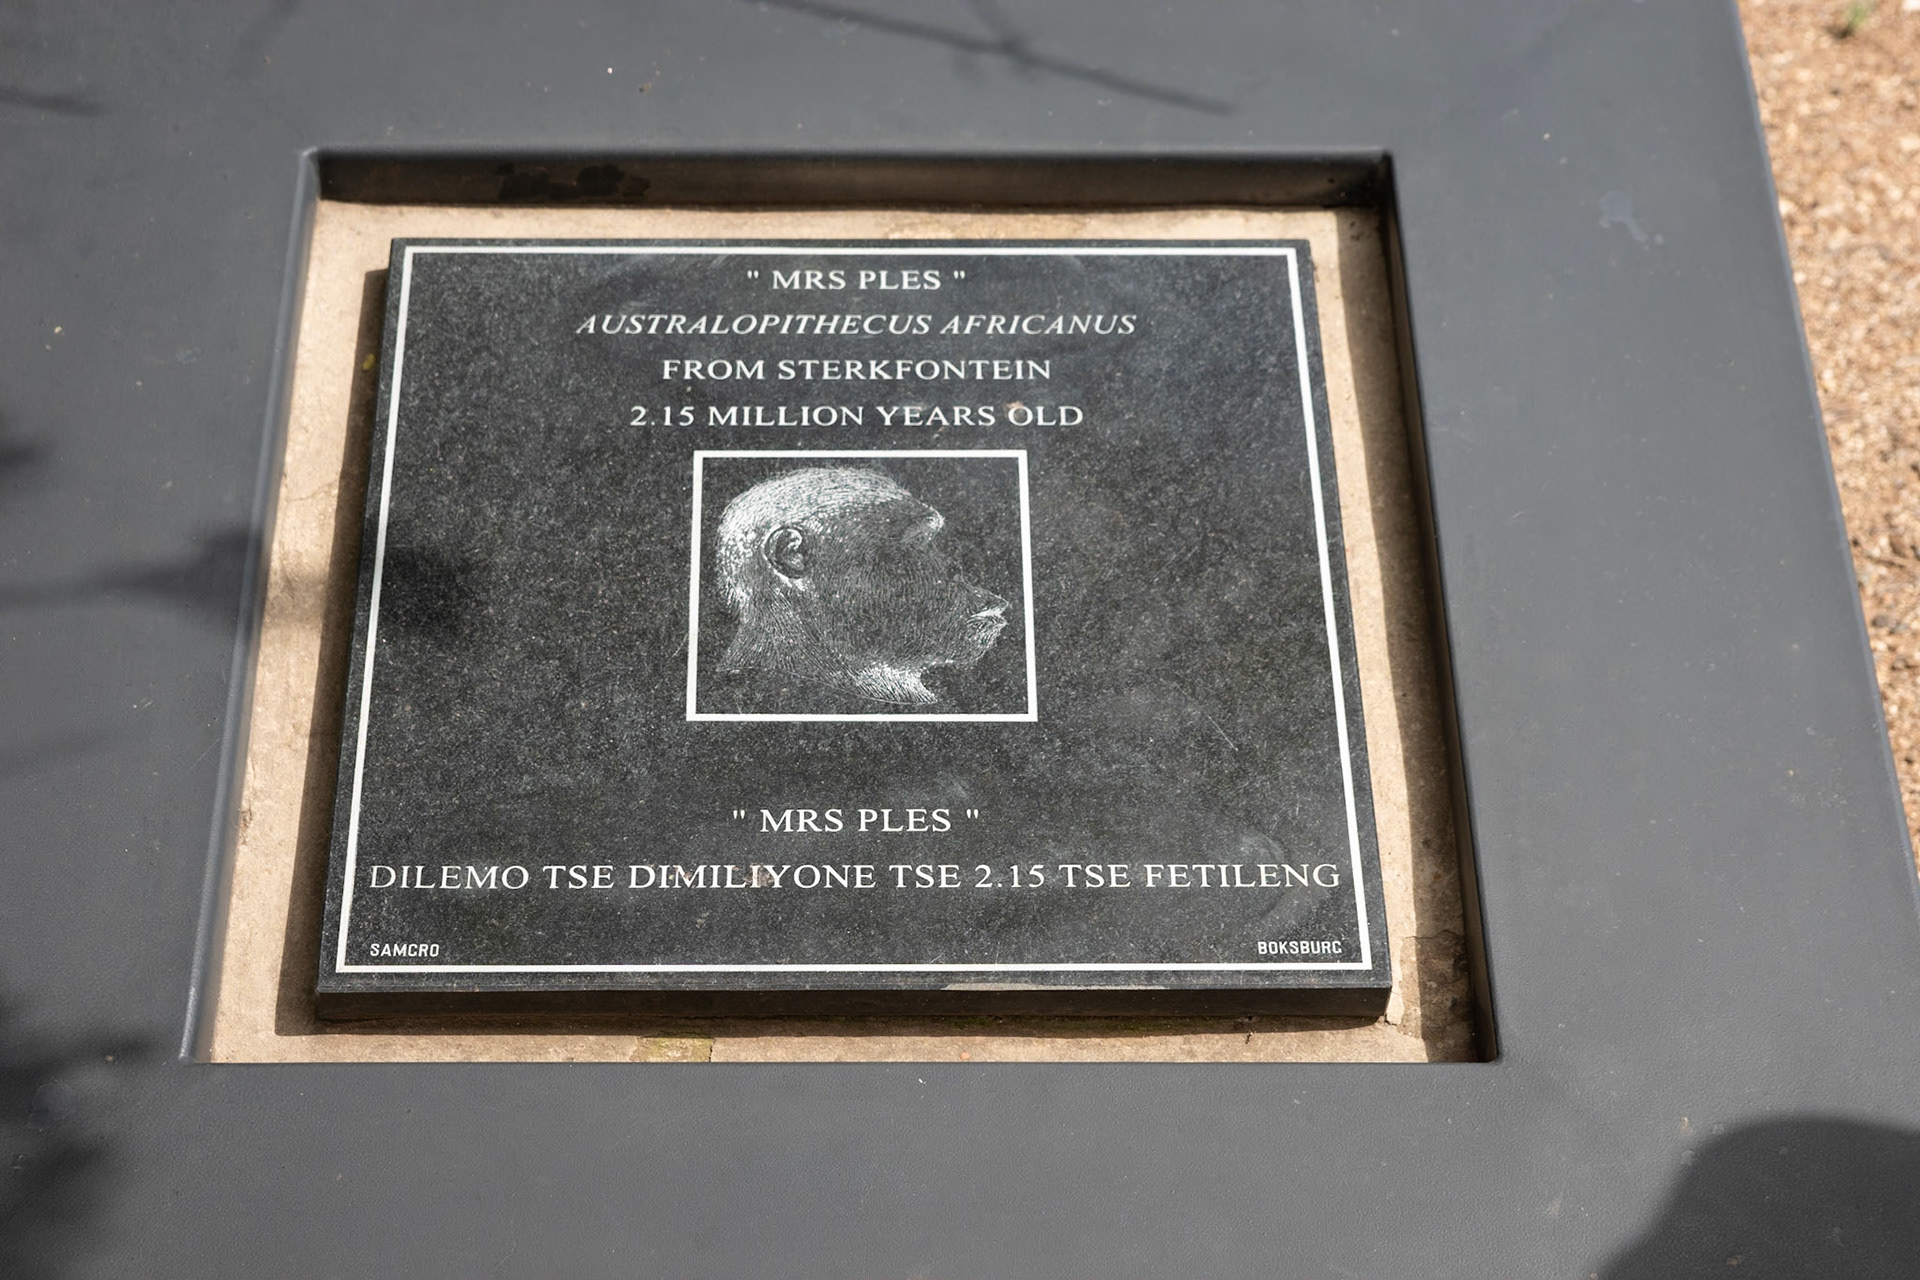 " MRS PLES "
AUSTRALOPITHECUS AFRICANUS
FROM STERKFONTEIN
2.15 MILLION YEARS OLD
" MRS PLES "
DILEMO TSE DIMILIYONE TSE 2.15 TSE FETILENG
SAMCRO BOKSBURG